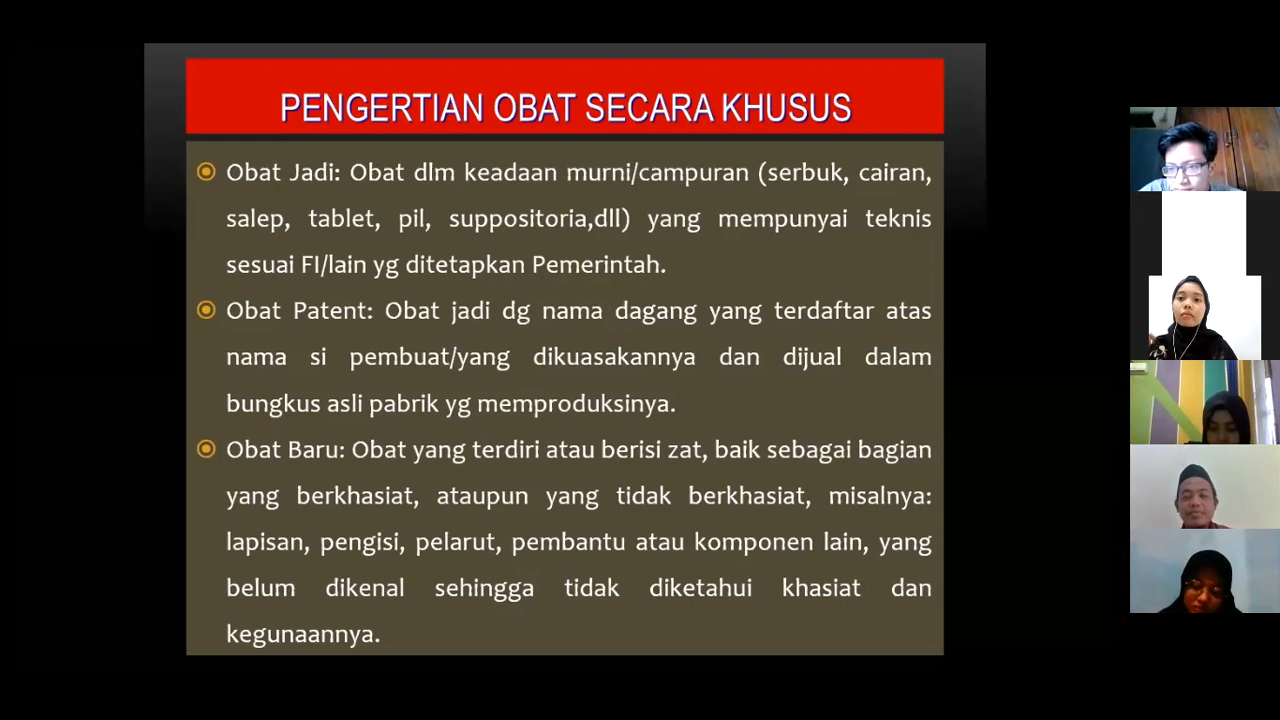 PENGERTIAN OBAT SECARA KHUSUS
Obat Jadi: Obat dlm keadaan murni/campuran (serbuk, cairan,
salep, tablet, pil, suppositoria,dll) yang mempunyai teknis
sesuai FI/lain yg ditetapkan Pemerintah.
Obat Patent: Obat jadi dg nama dagang yang terdaftar atas
nama si pembuat/yang dikuasakannya dan dijual dalam
bungkus asli pabrik yg memproduksinya.
Obat Baru: Obat yang terdiri atau berisi zat, baik sebagai bagian
yang berkhasiat, ataupun yang tidak berkhasiat, misalnya:
lapisan, pengisi, pelarut, pembantu atau komponen lain, yang
belum dikenal sehingga tidak diketahui khasiat dan
kegunaannya.